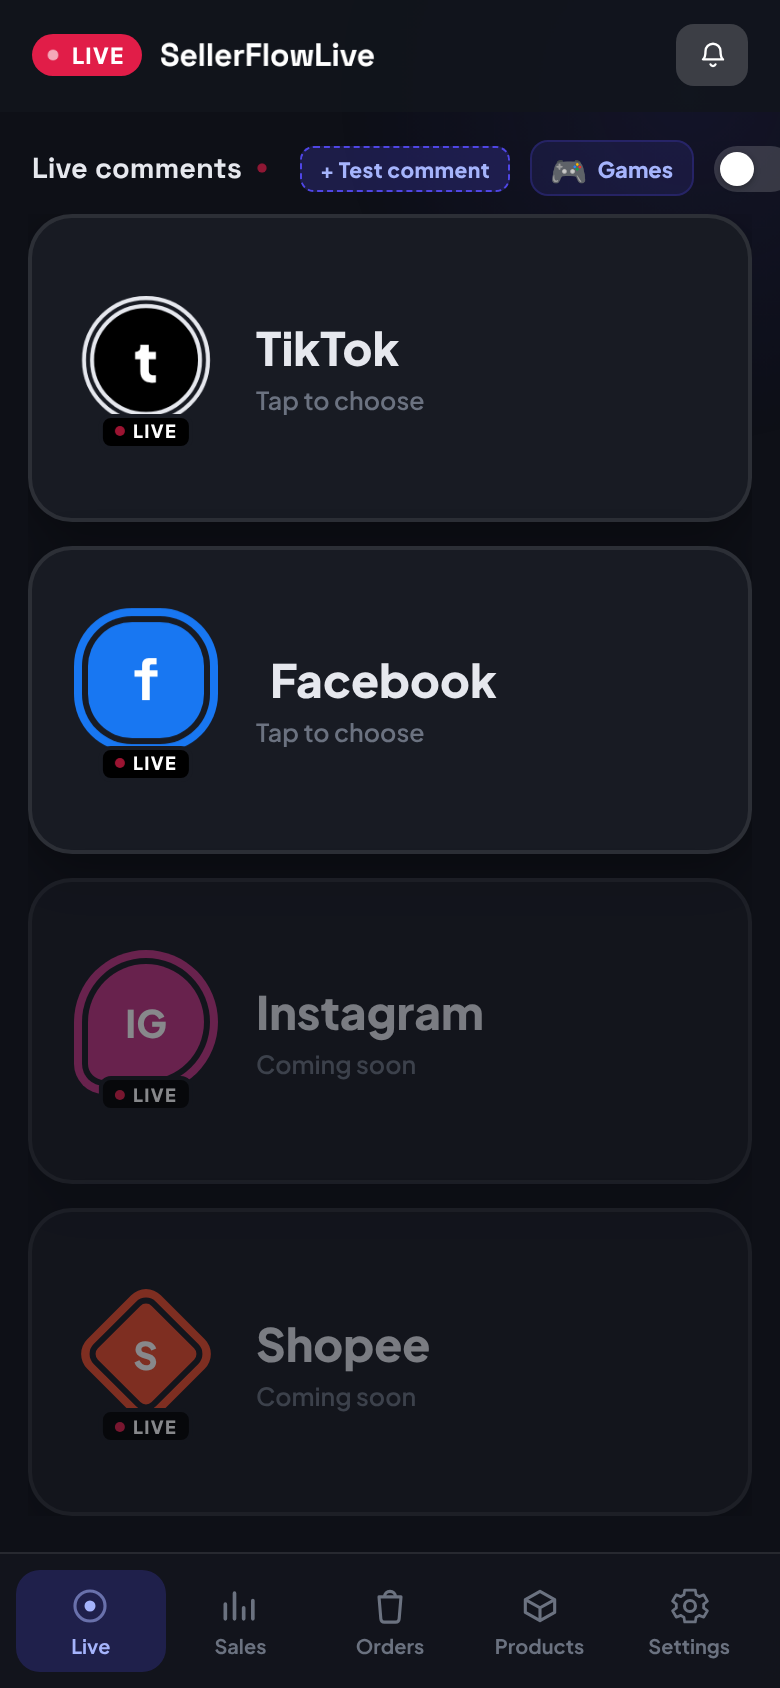 LIVE SellerFlowLive
Live comments + Test comment Games
t
TikTok
Tap to choose
LIVE
f
Facebook
Tap to choose
LIVE
IG
Instagram
Coming soon
LIVE
S
Shopee
Coming soon
LIVE
Live Sales Orders Products Settings